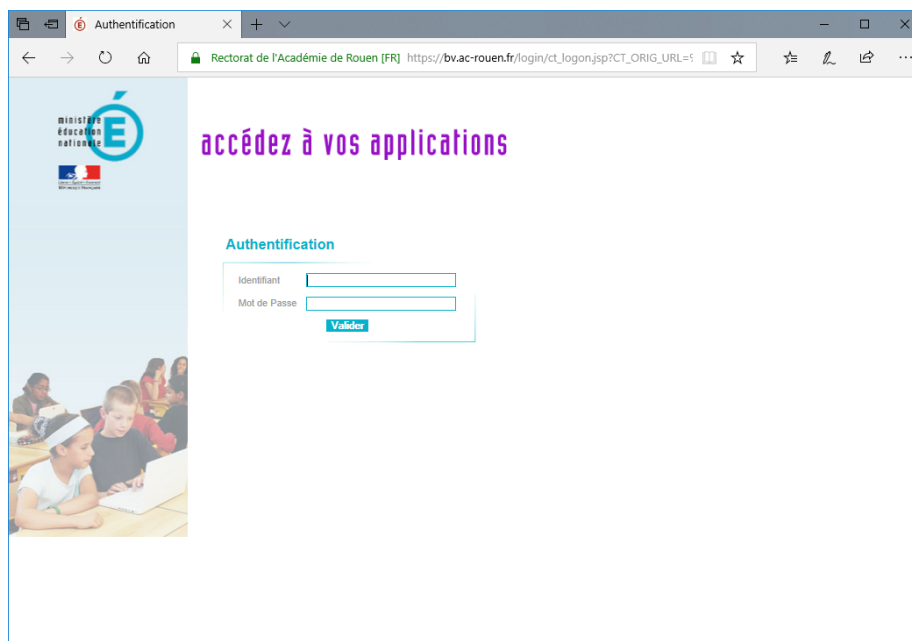 Authentification
Rectorat de l'Académie de Rouen [FR] https://bv.ac-rouen.fr/login/ct_logon.jsp?CT_ORIG_URL=
ministère
éducation
nationale
É
accédez à vos applications
Authentification
Identifiant
Mot de Passe
Valider